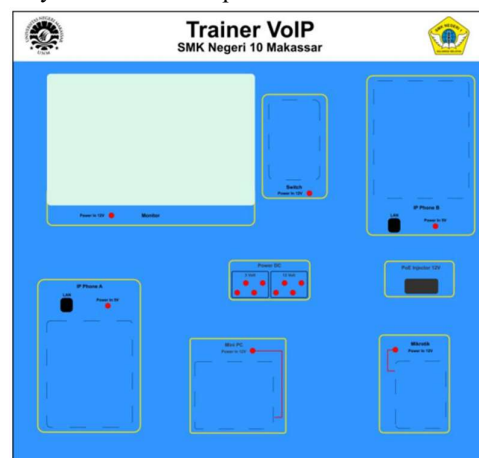 Trainer VoIP
SMK Negeri 10 Makassar
Switch
Power In 12V
Power In 12V
Monitor
IP Phone B
LAN
Power In 5V
Power DC
5 Volt
12 Volt
PoE Injector 12V
IP Phone A
LAN
Power In 5V
Mini PC
Power In 12V
Mikrotik
Power In 12V